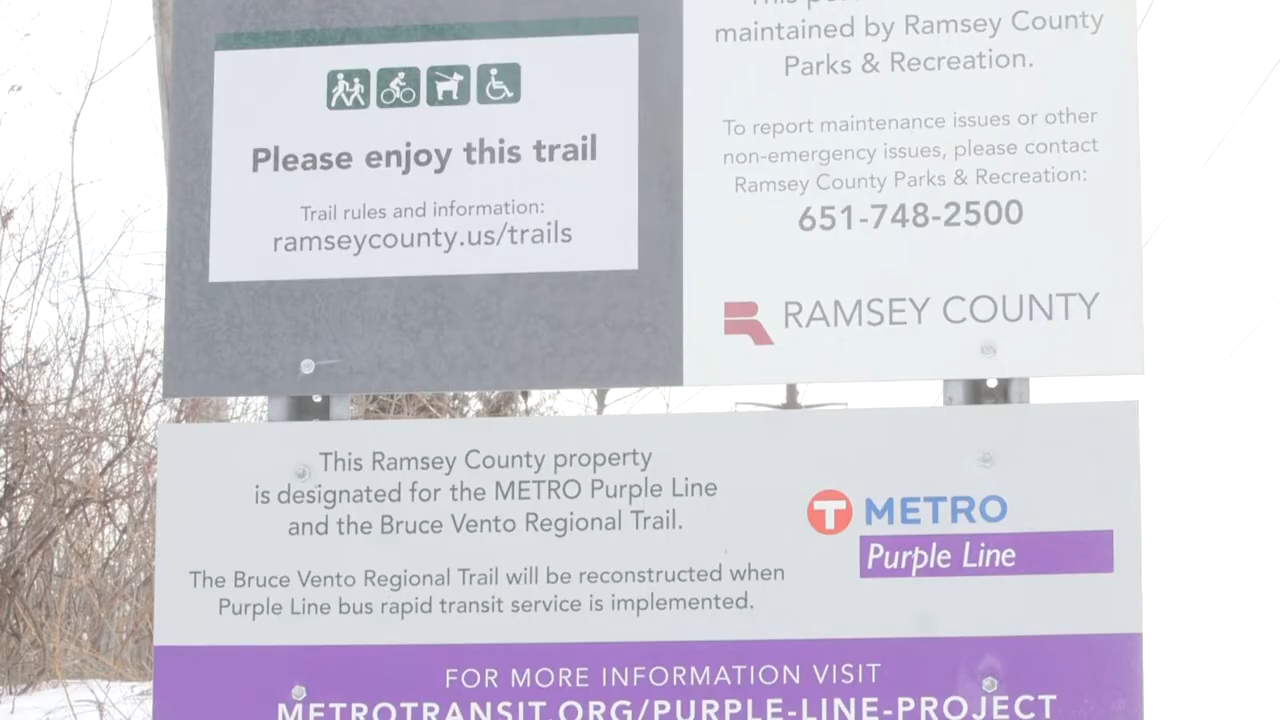 Please enjoy this trail
Trail rules and information:
ramseycounty.us/trails
maintained by Ramsey County
Parks & Recreation.
To report maintenance issues or other
non-emergency issues, please contact
Ramsey County Parks & Recreation:
651-748-2500
RAMSEY COUNTY
This Ramsey County property
is designated for the METRO Purple Line
and the Bruce Vento Regional Trail.
The Bruce Vento Regional Trail will be reconstructed when
Purple Line bus rapid transit service is implemented.
T METRO
Purple Line
FOR MORE INFORMATION VISIT
METROTRANSIT.ORG/PURPLE-LINE-PROJECT